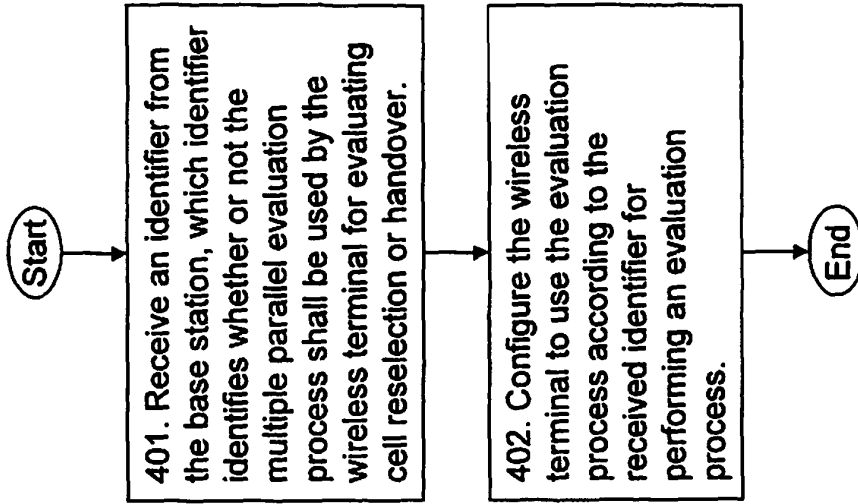 Start
401. Receive an identifier from
the base station, which identifier
identifies whether or not the
multiple parallel evaluation
process shall be used by the
wireless terminal for evaluating
cell reselection or handover.
402. Configure the wireless
terminal to use the evaluation
process according to the
received identifier for
performing an evaluation
process.
End